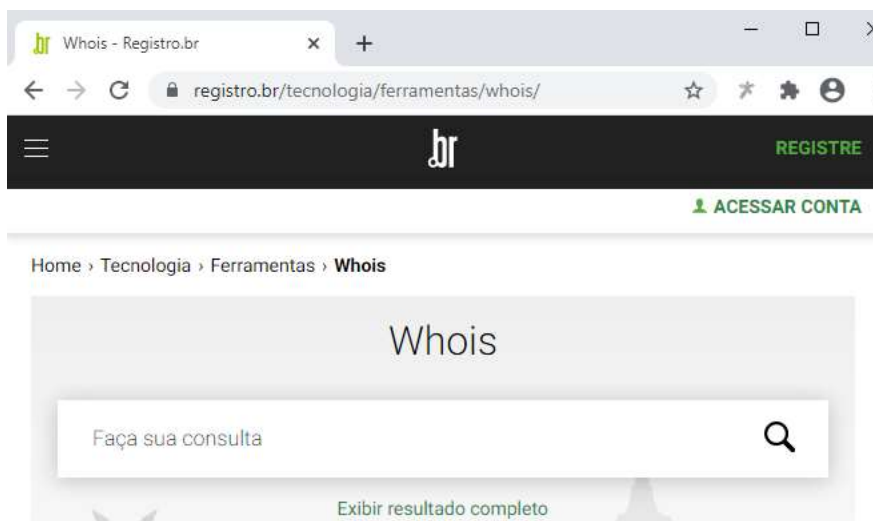 Whois - Registro.br
registro.br/tecnologia/ferramentas/whois/
.br
REGISTRE
ACESSAR CONTA
Home › Tecnologia › Ferramentas › Whois
Whois
Faça sua consulta
Exibir resultado completo